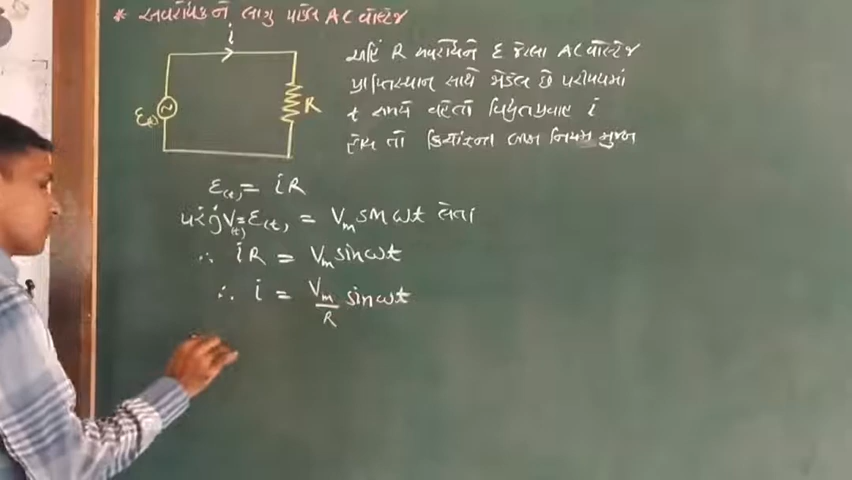 * અવરોધકને લાગુ પાડેલ AC વોલ્ટેજ
i
ε(t) ~ R
યદિ R અવરોધને ε જેટલા AC વોલ્ટેજ
પ્રાપ્તિસ્થાન સાથે જોડેલ છે પરીપથમાં
t સમયે વહેતો વિદ્યુતપ્રવાહ i
હોય તો કિર્ચોફના બીજા નિયમ મુજબ
ε(t) = iR
પરંતુ V(t) = ε(t) = Vm sin ωt લેતા
∴ iR = Vm sin ωt
∴ i = Vm/R sin ωt